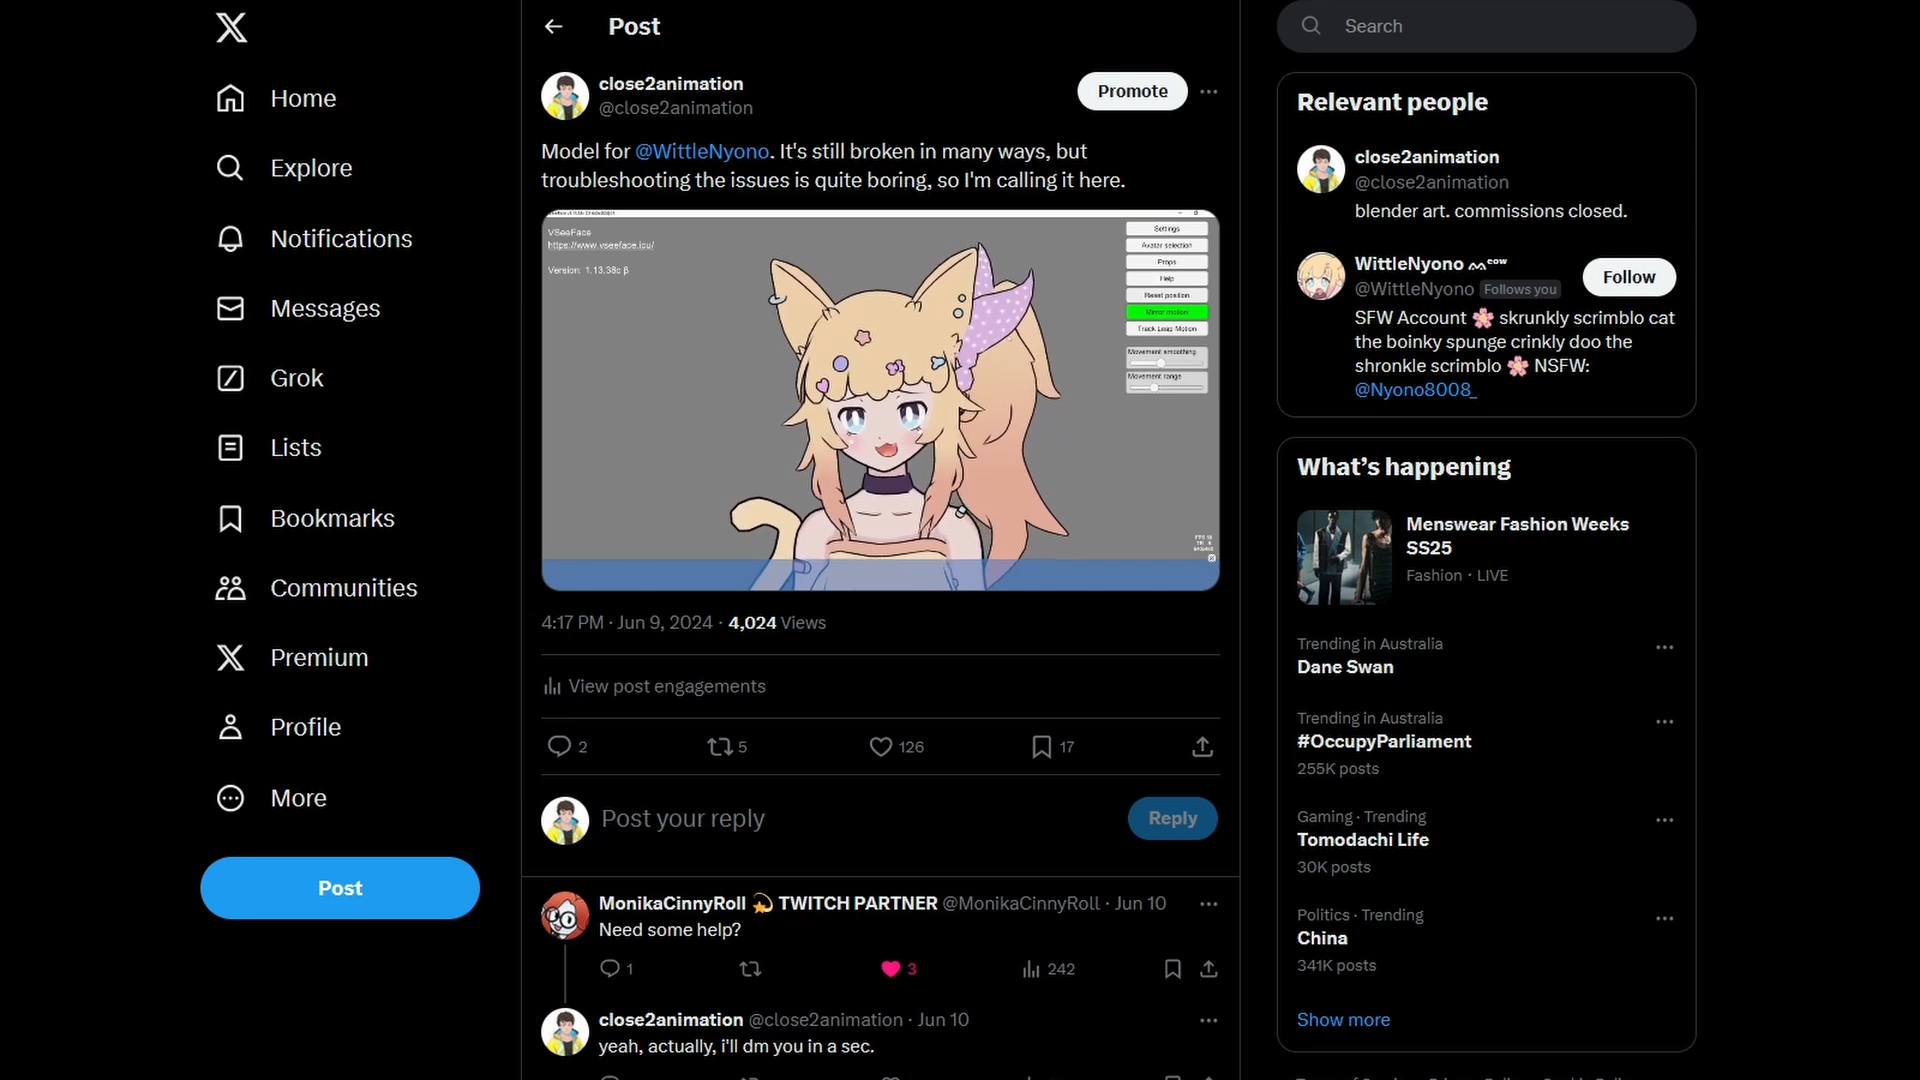 Home
Explore
Notifications
Messages
Grok
Lists
Bookmarks
Communities
Premium
Profile
More
Post
Post
close2animation
@close2animation
Promote
Model for @WittleNyono. It's still broken in many ways, but
troubleshooting the issues is quite boring, so I'm calling it here.
VSeeFace
https://www.vseeface.icu/
Version: 1.13.38c β
Settings
Avatar selection
Props
Help
Reset position
Mirror motion
Track Leap Motion
Movement smoothing
Movement range
4:17 PM · Jun 9, 2024 · 4,024 Views
View post engagements
2 5 126 17
Post your reply
Reply
MonikaCinnyRoll 💫 TWITCH PARTNER @MonikaCinnyRoll · Jun 10
Need some help?
1 3 242
close2animation @close2animation · Jun 10
yeah, actually, i'll dm you in a sec.
Search
Relevant people
close2animation
@close2animation
blender art. commissions closed.
WittleNyono ᨐᶜᵒʷ
@WittleNyono Follows you
Follow
SFW Account 🌸 skrunkly scrimblo cat
the boinky spunge crinkly doo the
shronkle scrimblo 🌸 NSFW:
@Nyono8008_
What's happening
Menswear Fashion Weeks
SS25
Fashion · LIVE
Trending in Australia
Dane Swan
Trending in Australia
#OccupyParliament
255K posts
Gaming · Trending
Tomodachi Life
30K posts
Politics · Trending
China
341K posts
Show more